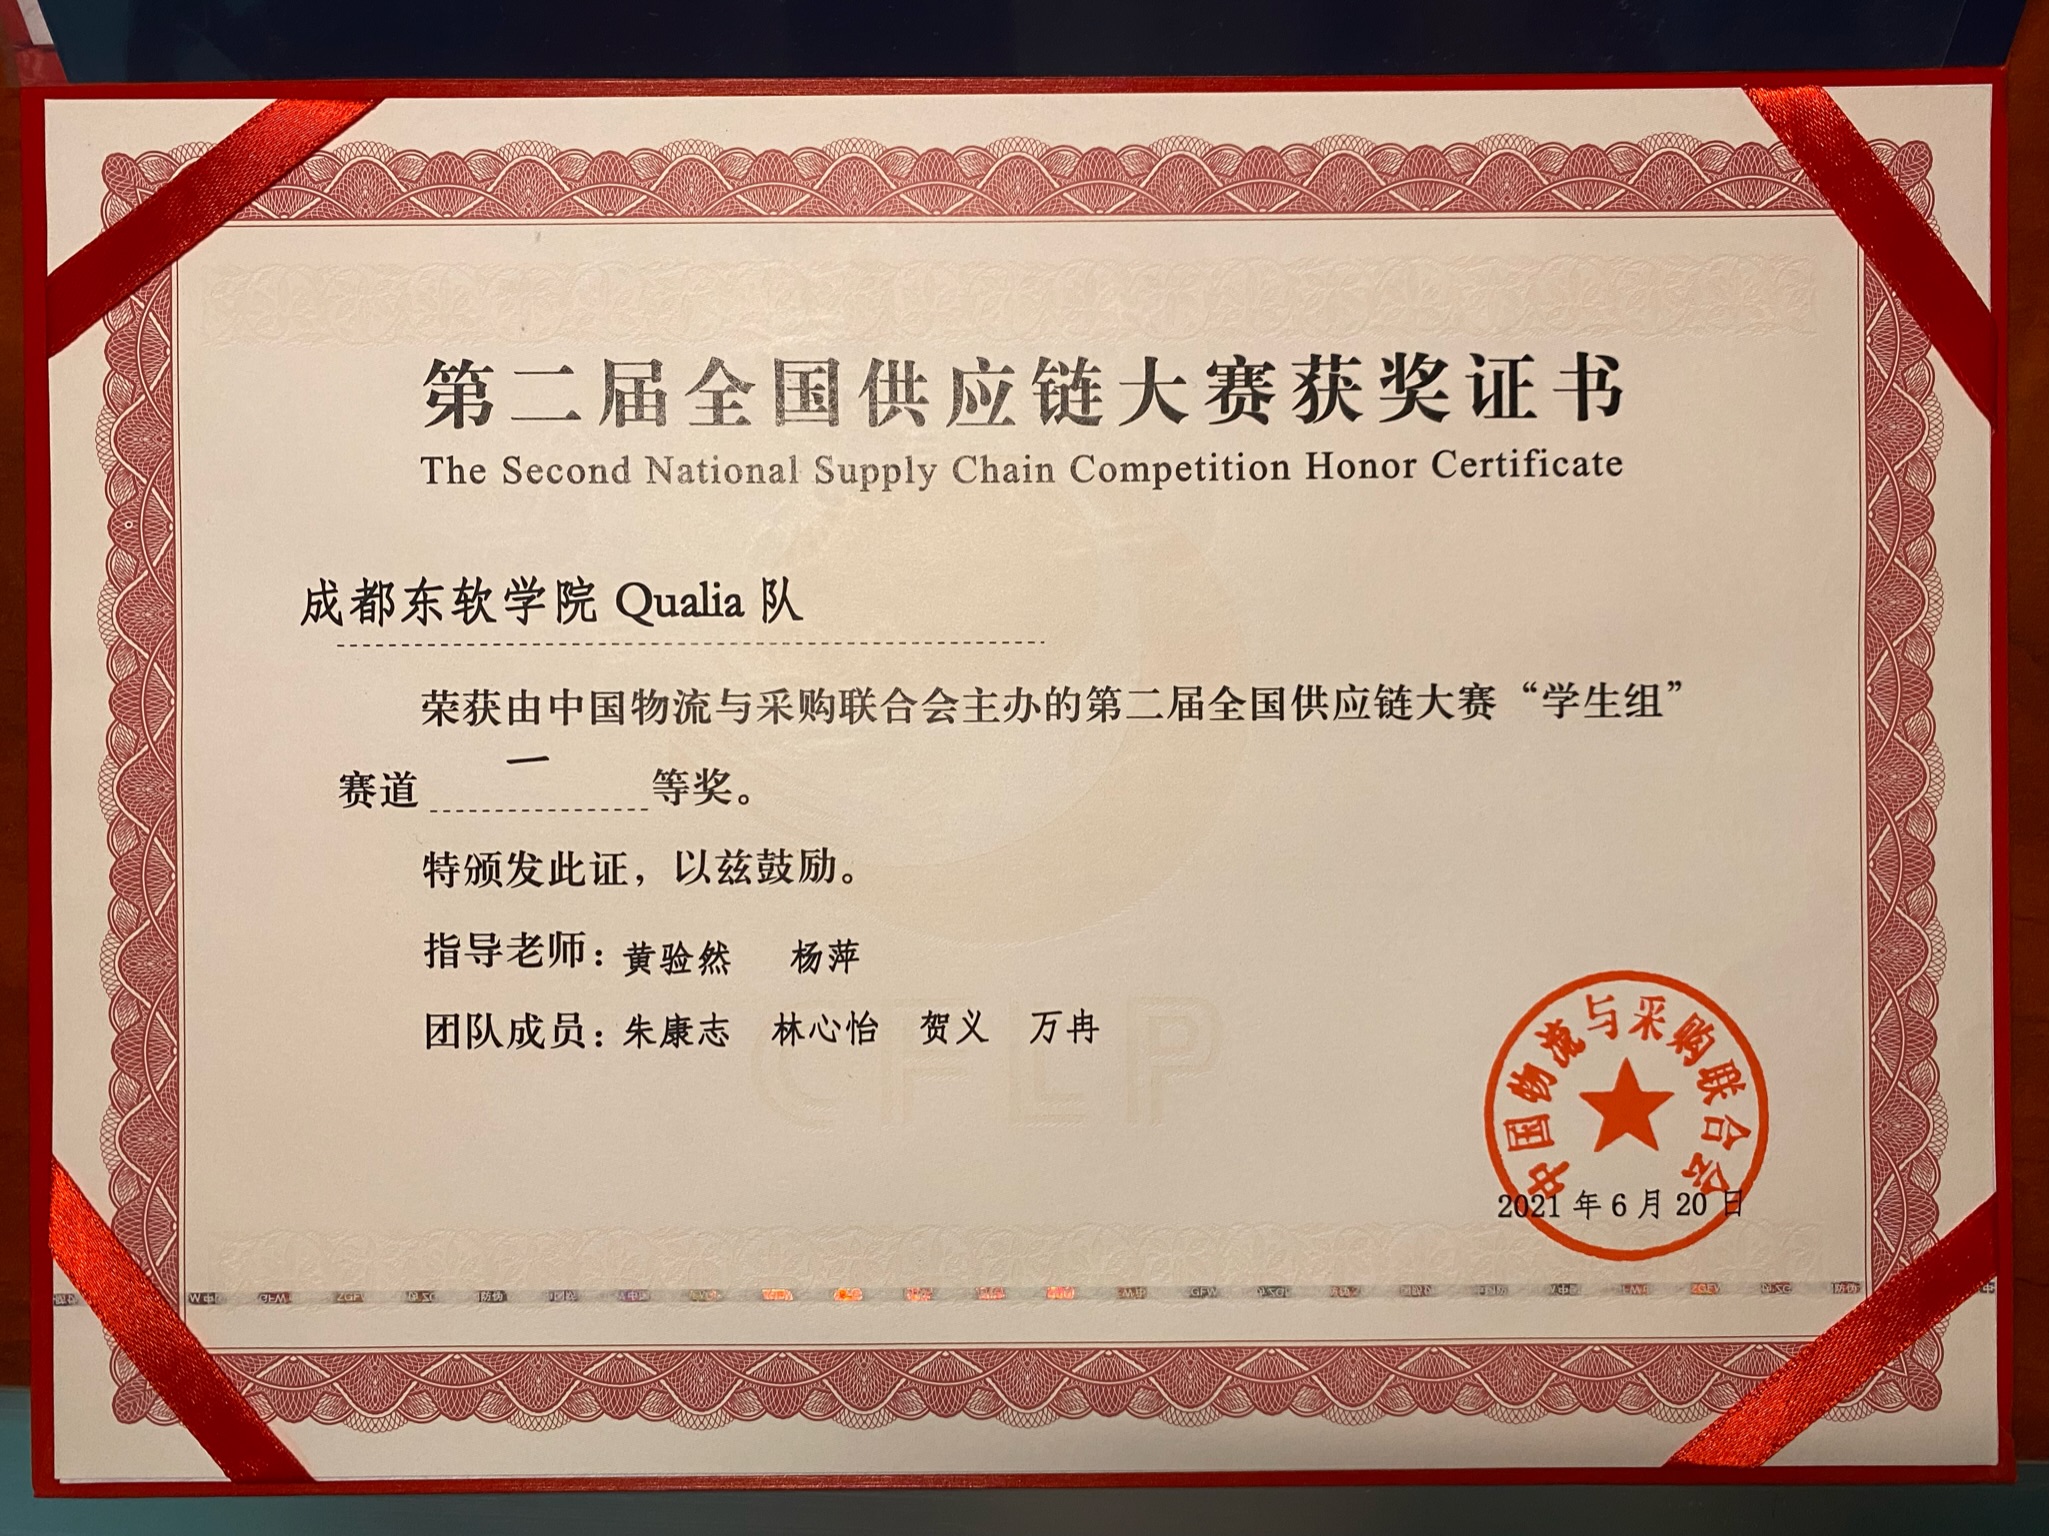 第二届全国供应链大赛获奖证书
The Second National Supply Chain Competition Honor Certificate
成都东软学院 Qualia 队
荣获由中国物流与采购联合会主办的第二届全国供应链大赛“学生组”
赛道 一 等奖。
特颁发此证，以兹鼓励。
指导老师：黄验然 杨萍
团队成员：朱康志 林心怡 贺义 万冉
CFLP
中国物流与采购联合会
2021 年 6 月 20 日